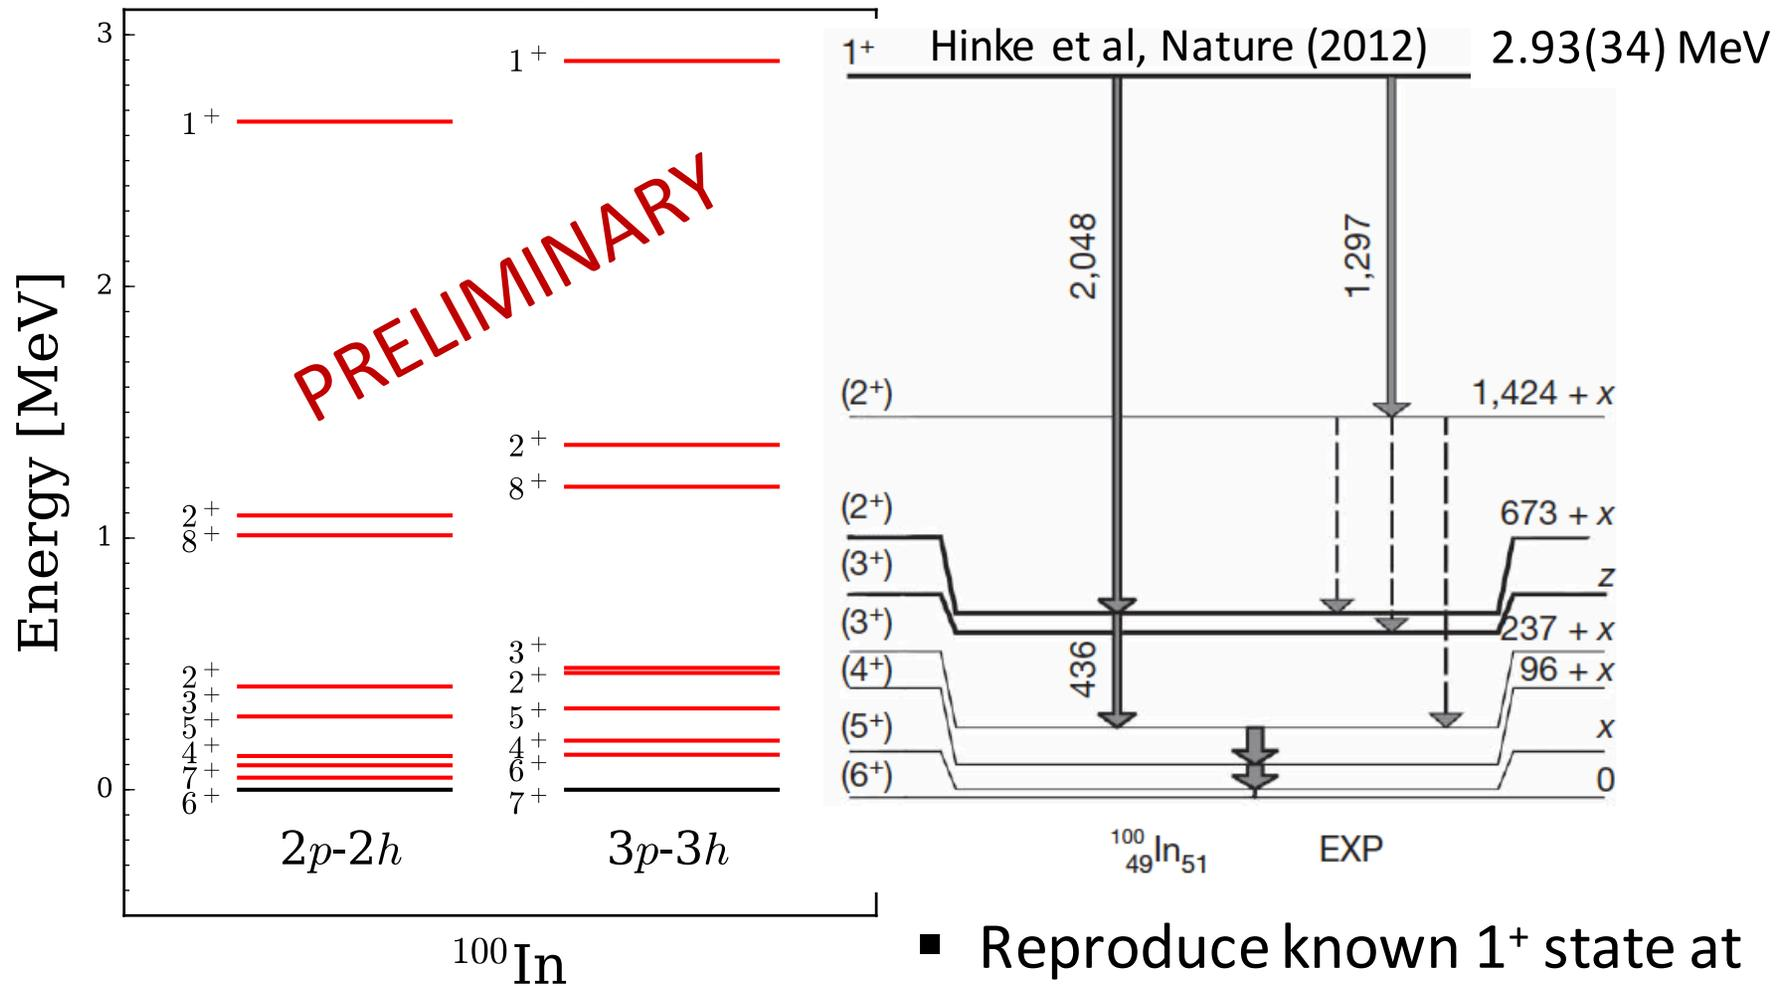 Energy [MeV]
3
2
1
0
1+
2+
8+
2+
3+
5+
4+
7+
6+
2p-2h
1+
2+
8+
3+
2+
5+
4+
6+
7+
3p-3h
PRELIMINARY
100In
Hinke et al, Nature (2012) 2.93(34) MeV
1+
2,048
1,297
(2+) 1,424 + x
(2+) 673 + x
(3+) z
(3+) 237 + x
(4+) 96 + x
(5+) x
(6+) 0
436
100 49In51 EXP
▪ Reproduce known 1+ state at